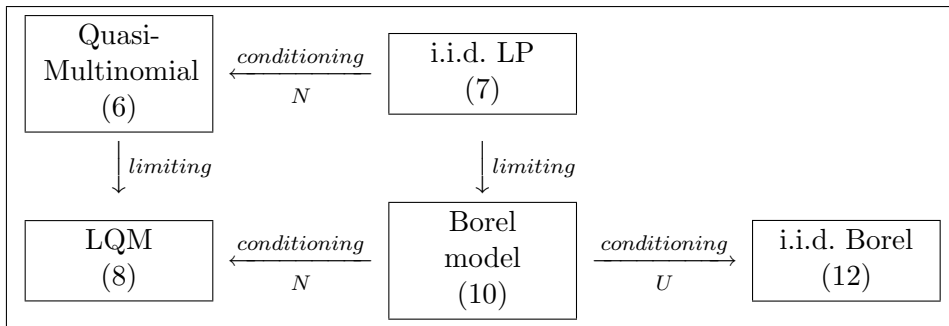 Quasi-
Multinomial
(6)
conditioning
N
i.i.d. LP
(7)
limiting
limiting
LQM
(8)
conditioning
N
Borel
model
(10)
conditioning
U
i.i.d. Borel
(12)